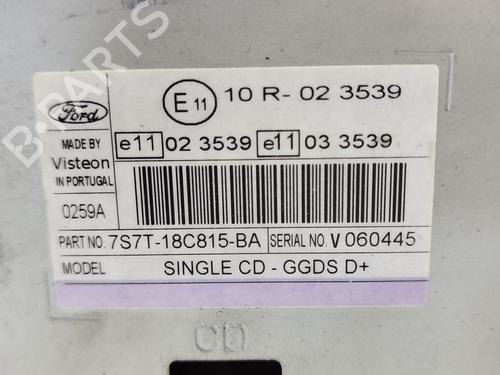 E 11 10 R- 02 3539
Ford
MADE BY
Visteon
IN PORTUGAL
e11 02 3539 e11 03 3539
0259A
PART NO. 7S7T-18C815-BA SERIAL NO. V 060445
MODEL SINGLE CD - GGDS D+
CD
B-PARTS